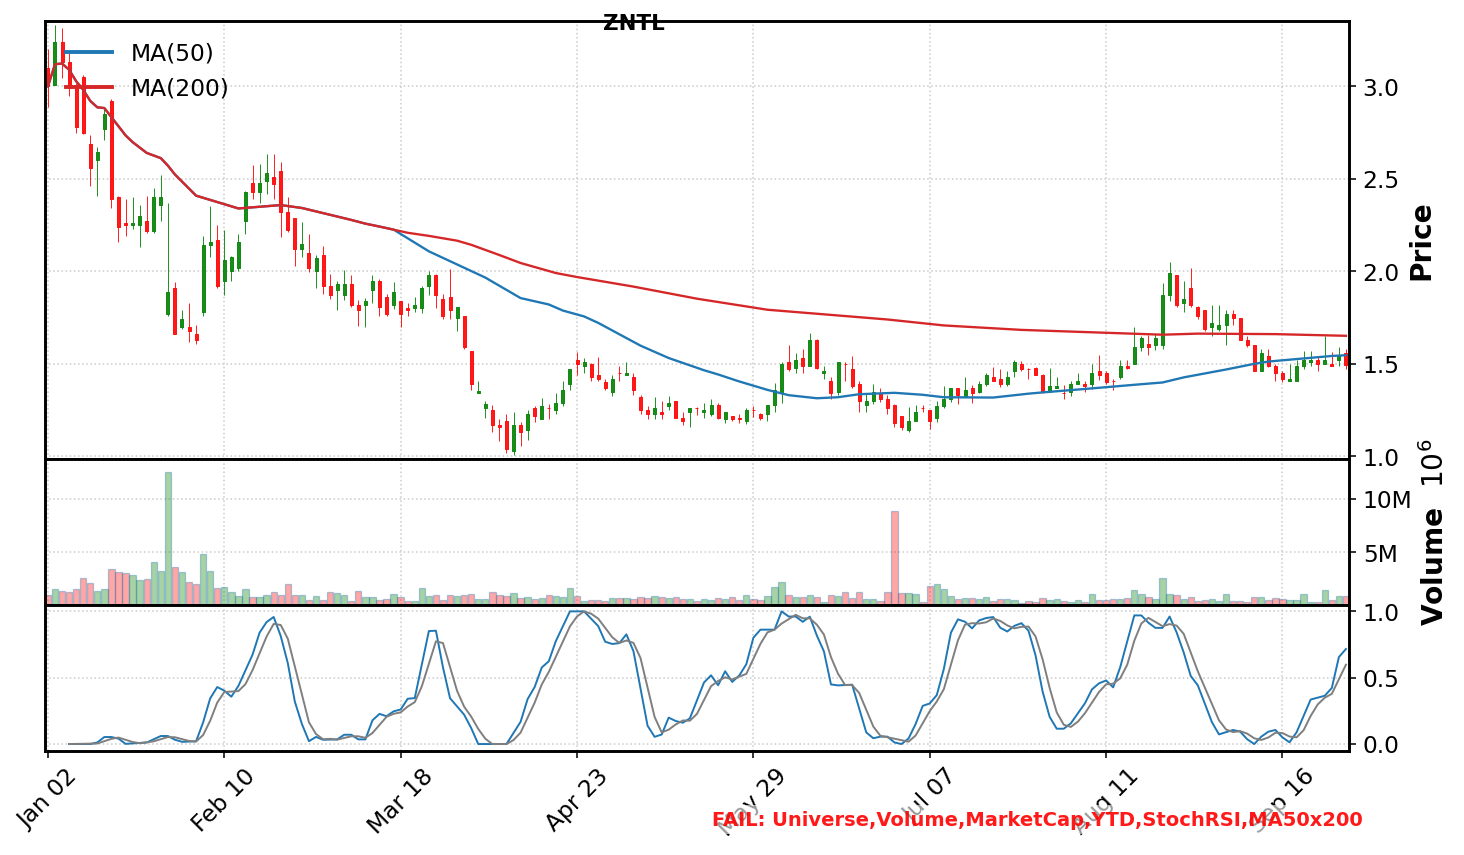 ZNTL
MA(50)
MA(200)
3.0
2.5
2.0
1.5
1.0
Price
10M
5M
Volume 10⁶
1.0
0.5
0.0
Jan 02
Feb 10
Mar 18
Apr 23
May 29
Jul 07
Aug 11
Sep 16
FAIL: Universe,Volume,MarketCap,YTD,StochRSI,MA50x200